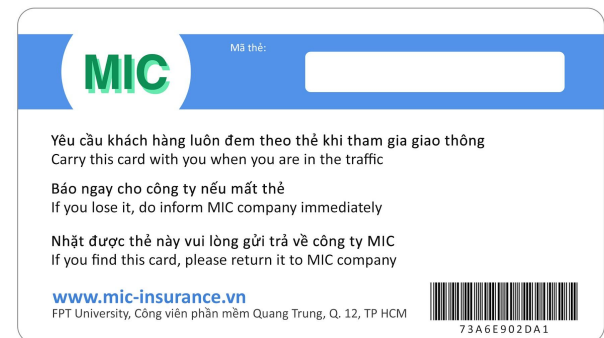 MIC
Mã thẻ:
Yêu cầu khách hàng luôn đem theo thẻ khi tham gia giao thông
Carry this card with you when you are in the traffic
Báo ngay cho công ty nếu mất thẻ
If you lose it, do inform MIC company immediately
Nhặt được thẻ này vui lòng gửi trả về công ty MIC
If you find this card, please return it to MIC company
www.mic-insurance.vn
FPT University, Công viên phần mềm Quang Trung, Q. 12, TP HCM
73A6E902DA1